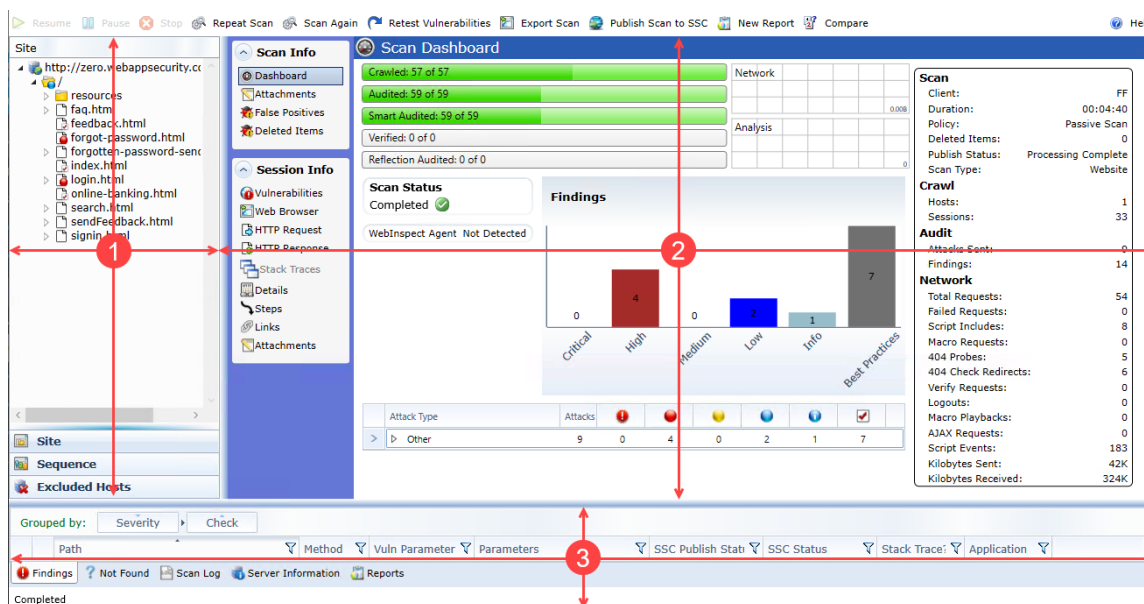 Resume Pause Stop Repeat Scan Scan Again Retest Vulnerabilities Export Scan Publish Scan to SSC New Report Compare
Site
http://zero.webappsecurity.cc
/
resources
faq.html
feedback.html
forgot-password.html
forgotten-password-senc
index.html
login.html
online-banking.html
search.html
sendFeedback.html
signin.html
1
Site
Sequence
Excluded Hosts
Scan Info
Dashboard
Attachments
False Positives
Deleted Items
Session Info
Vulnerabilities
Web Browser
HTTP Request
HTTP Response
Stack Traces
Details
Steps
Links
Attachments
Scan Dashboard
Crawled: 57 of 57
Audited: 59 of 59
Smart Audited: 59 of 59
Verified: 0 of 0
Reflection Audited: 0 of 0
Network
0.008
Analysis
0
Scan Status
Completed
WebInspect Agent Not Detected
Findings
2
0 4 0 2 1 7
Critical High Medium Low Info Best Practices
Attack Type Attacks
Other 9 0 4 0 2 1 7
Scan
Client: FF
Duration: 00:04:40
Policy: Passive Scan
Deleted Items: 0
Publish Status: Processing Complete
Scan Type: Website
Crawl
Hosts: 1
Sessions: 33
Audit
Attacks Sent: 0
Findings: 14
Network
Total Requests: 54
Failed Requests: 0
Script Includes: 8
Macro Requests: 0
404 Probes: 5
404 Check Redirects: 6
Verify Requests: 0
Logouts: 0
Macro Playbacks: 0
AJAX Requests: 0
Script Events: 183
Kilobytes Sent: 42K
Kilobytes Received: 324K
Grouped by: Severity Check
Path Method Vuln Parameter Parameters SSC Publish Stat SSC Status Stack Trace Application
3
Findings Not Found Scan Log Server Information Reports
Completed